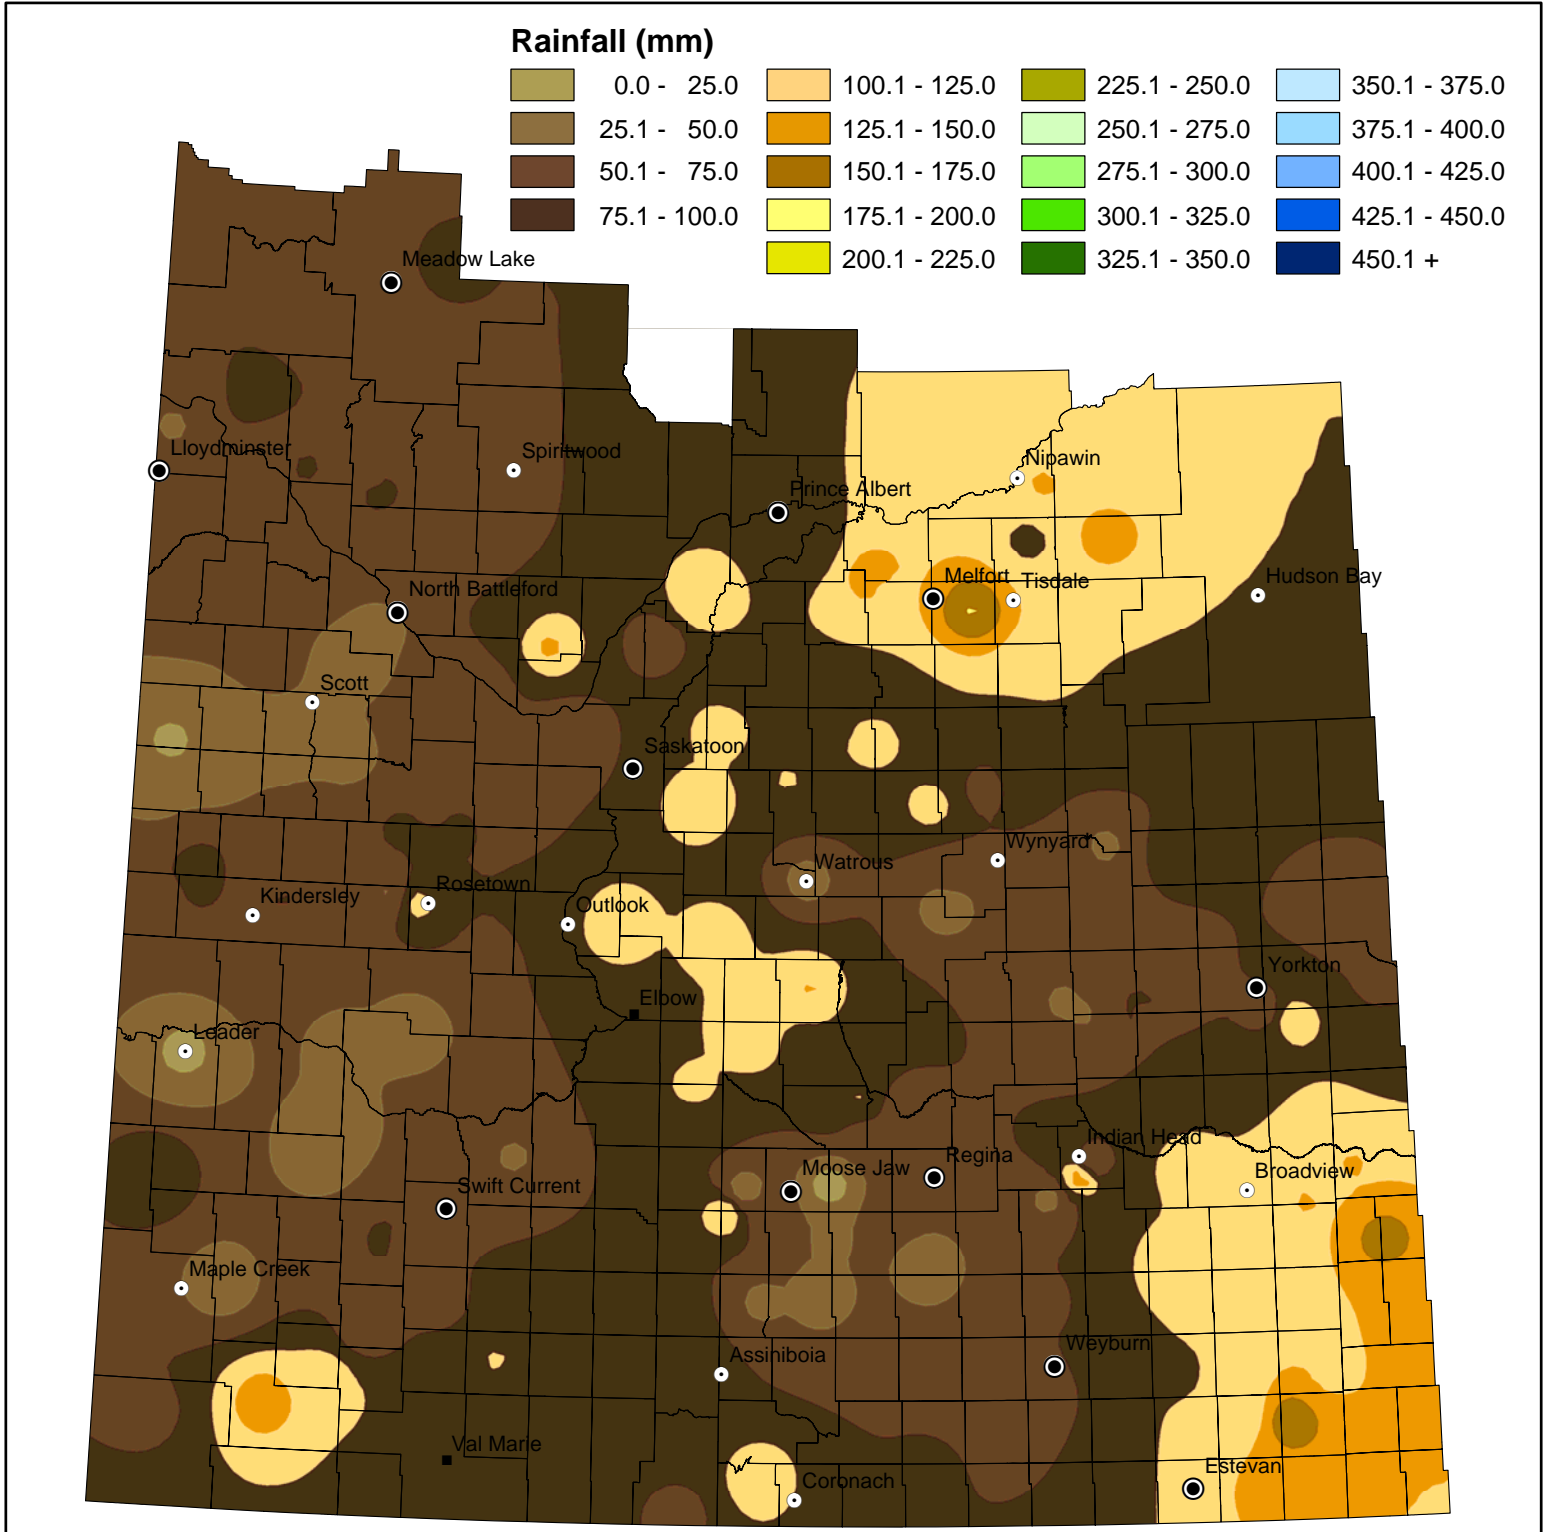 Rainfall (mm)
0.0 - 25.0
25.1 - 50.0
50.1 - 75.0
75.1 - 100.0
100.1 - 125.0
125.1 - 150.0
150.1 - 175.0
175.1 - 200.0
200.1 - 225.0
225.1 - 250.0
250.1 - 275.0
275.1 - 300.0
300.1 - 325.0
325.1 - 350.0
350.1 - 375.0
375.1 - 400.0
400.1 - 425.0
425.1 - 450.0
450.1 +
Meadow Lake
Lloydminster
Spiritwood
Nipawin
Prince Albert
North Battleford
Melfort
Tisdale
Hudson Bay
Scott
Saskatoon
Watrous
Wynyard
Kindersley
Rosetown
Outlook
Yorkton
Elbow
Leader
Indian Head
Regina
Moose Jaw
Broadview
Swift Current
Maple Creek
Weyburn
Assiniboia
Val Marie
Coronach
Estevan